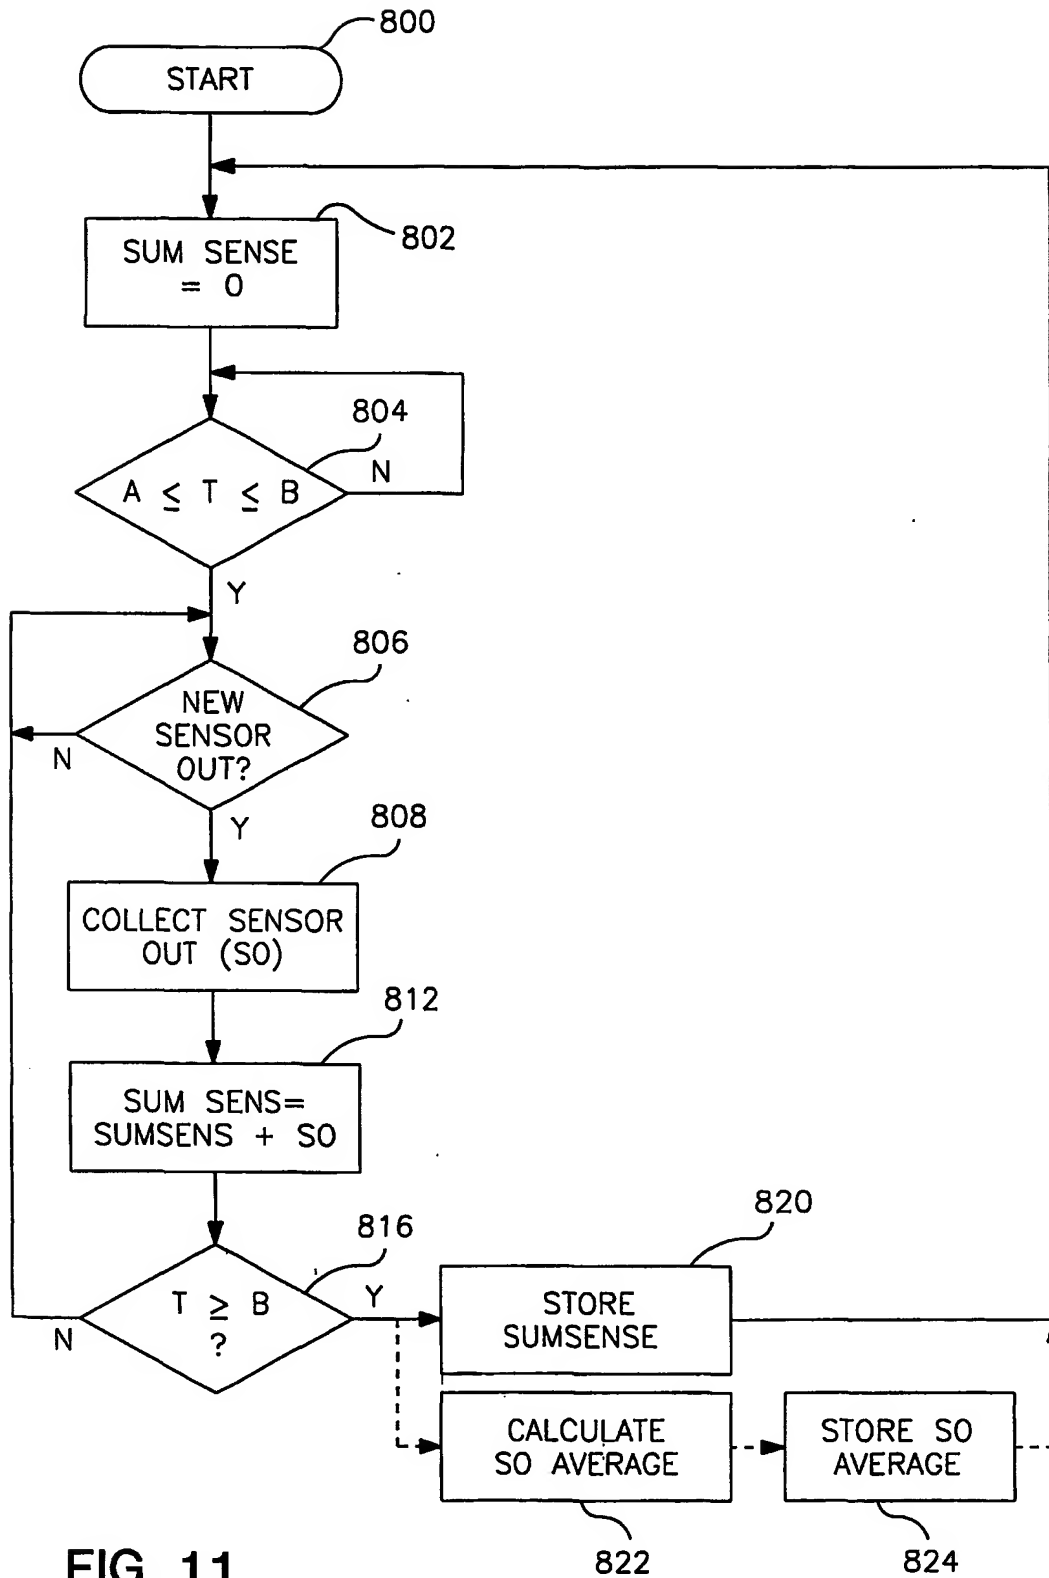 800
START
802
SUM SENSE
= 0
804
A ≤ T ≤ B
N
Y
806
NEW
SENSOR
OUT?
N
Y
808
COLLECT SENSOR
OUT (SO)
812
SUM SENS=
SUMSENS + SO
816
T ≥ B
?
N
Y
820
STORE
SUMSENSE
CALCULATE
SO AVERAGE
STORE SO
AVERAGE
822
824
FIG. 11